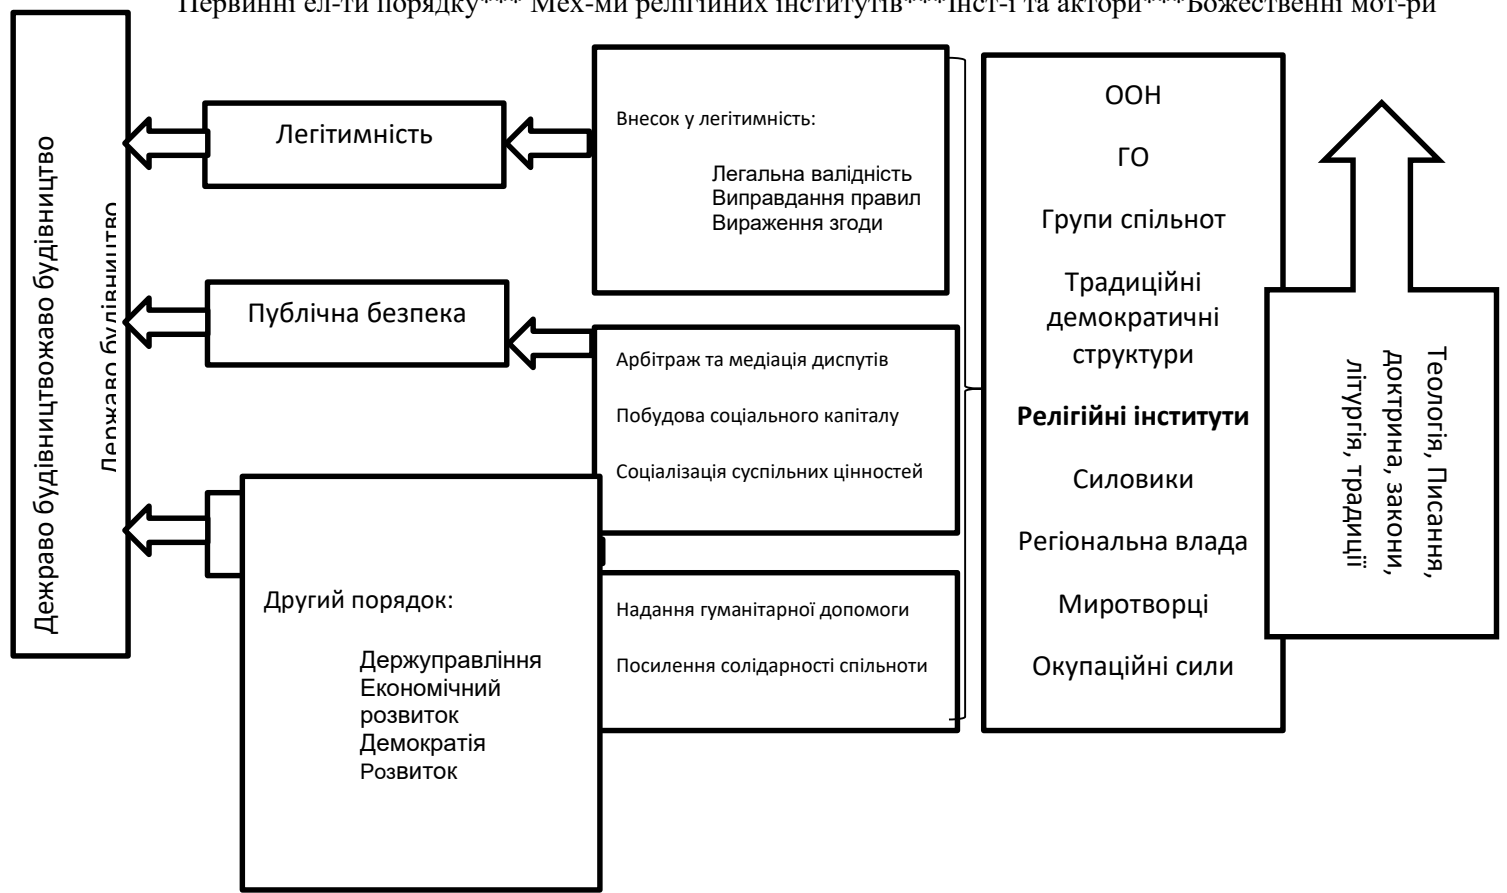 Первинні ел-ти порядку*** Мех-ми релігійних інститутів***Інст-і та актори***Божественні мот-ри
Дежраво будівництвожаво будівництво
Державо будівництво
Легітимність
Публічна безпека
Другий порядок:
Держуправління
Економічний
розвиток
Демократія
Розвиток
Внесок у легітимність:
Легальна валідність
Виправдання правил
Вираження згоди
Арбітраж та медіація диспутів
Побудова соціального капіталу
Соціалізація суспільних цінностей
Надання гуманітарної допомоги
Посилення солідарності спільноти
ООН
ГО
Групи спільнот
Традиційні
демократичні
структури
Релігійні інститути
Силовики
Регіональна влада
Миротворці
Окупаційні сили
Теологія, Писання,
доктрина, закони,
літургія, традиції